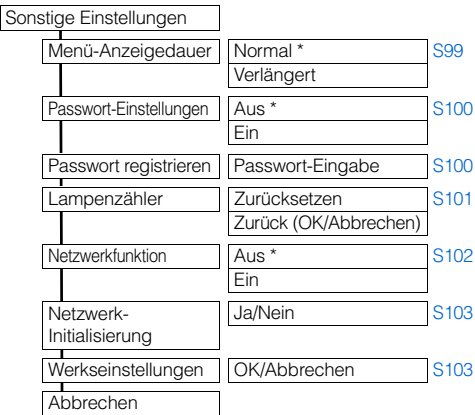 Sonstige Einstellungen
Menü-Anzeigedauer Normal * S99
Verlängert
Passwort-Einstellungen Aus * S100
Ein
Passwort registrieren Passwort-Eingabe S100
Lampenzähler Zurücksetzen S101
Zurück (OK/Abbrechen)
Netzwerkfunktion Aus * S102
Ein
Netzwerk- Ja/Nein S103
Initialisierung
Werkseinstellungen OK/Abbrechen S103
Abbrechen